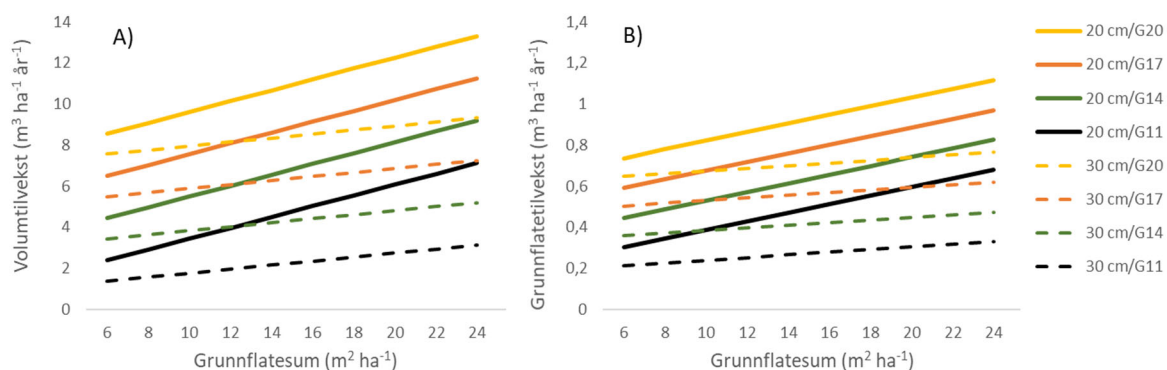 A)
Volumtilvekst (m³ ha⁻¹ år⁻¹)
14
12
10
8
6
4
2
0
6 8 10 12 14 16 18 20 22 24
Grunnflatesum (m² ha⁻¹)
B)
Grunnflatetilvekst (m³ ha⁻¹ år⁻¹)
1,4
1,2
1
0,8
0,6
0,4
0,2
0
6 8 10 12 14 16 18 20 22 24
Grunnflatesum (m² ha⁻¹)
20 cm/G20
20 cm/G17
20 cm/G14
20 cm/G11
30 cm/G20
30 cm/G17
30 cm/G14
30 cm/G11